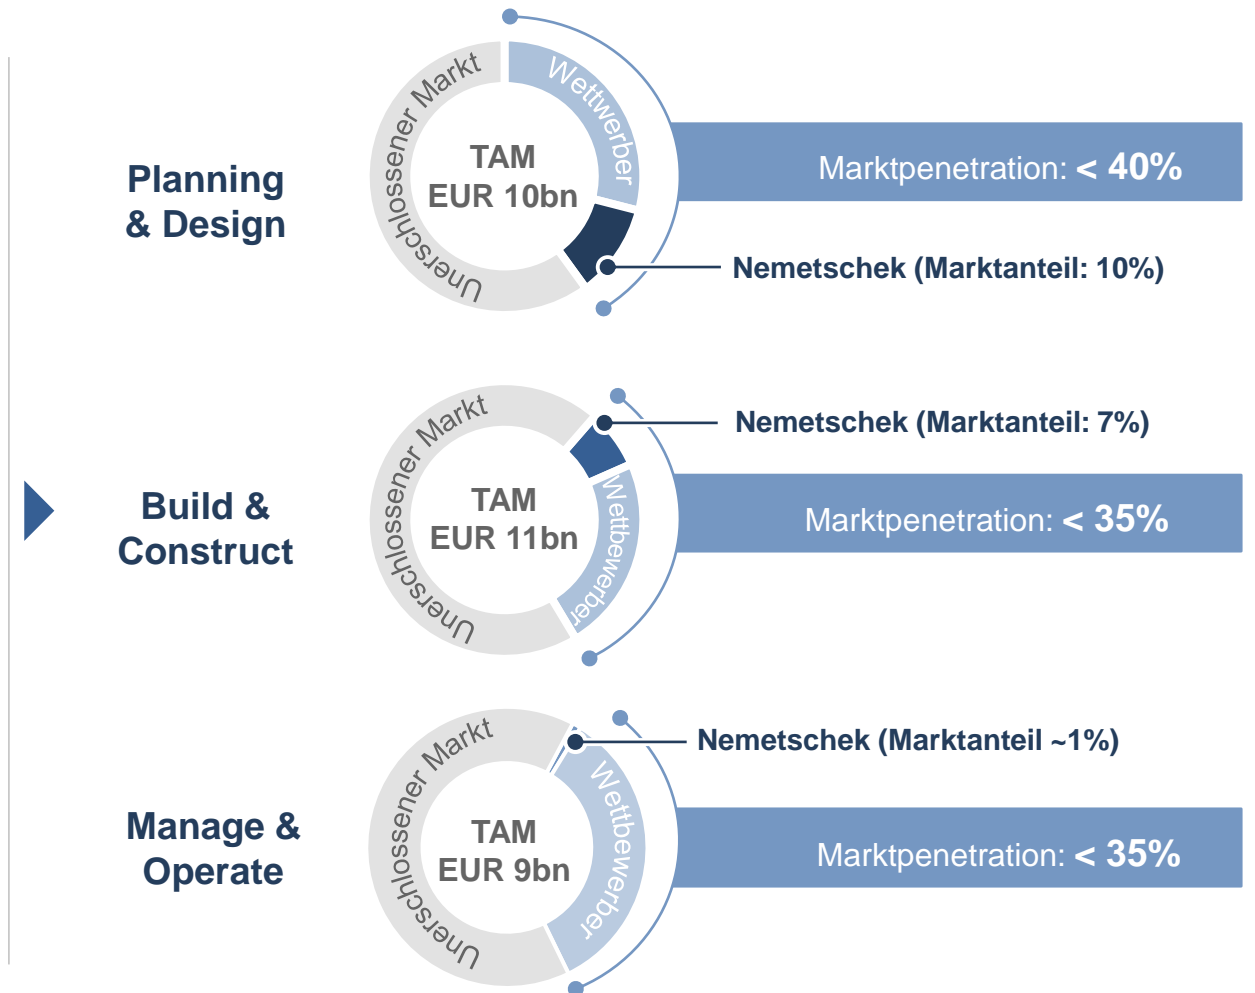 Planning
& Design
Unerschlossener Markt
Wettwerber
TAM
EUR 10bn
Marktpenetration: < 40%
Nemetschek (Marktanteil: 10%)
Build &
Construct
Unerschlossener Markt
Wettbewerber
TAM
EUR 11bn
Nemetschek (Marktanteil: 7%)
Marktpenetration: < 35%
Manage &
Operate
Unerschlossener Markt
Wettbewerber
TAM
EUR 9bn
Nemetschek (Marktanteil ~1%)
Marktpenetration: < 35%